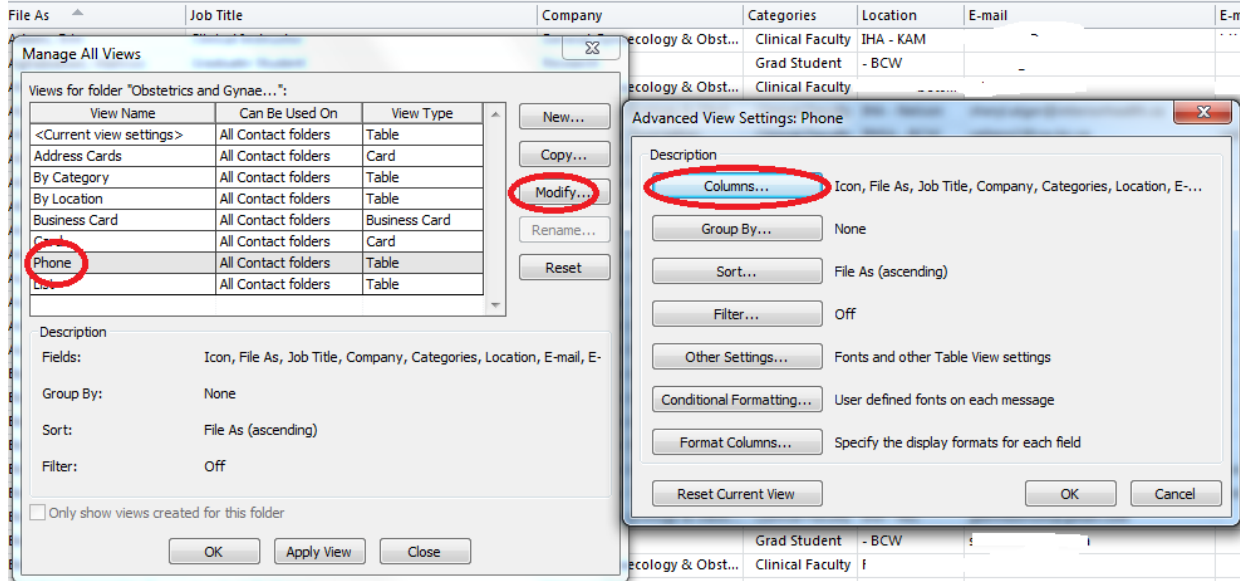 File As Job Title Company Categories Location E-mail E-m
ecology & Obst... Clinical Faculty IHA - KAM
Grad Student - BCW
ecology & Obst... Clinical Faculty
Manage All Views
Views for folder "Obstetrics and Gynae...":
View Name Can Be Used On View Type
<Current view settings> All Contact folders Table
Address Cards All Contact folders Card
By Category All Contact folders Table
By Location All Contact folders Table
Business Card All Contact folders Business Card
Card All Contact folders Card
Phone All Contact folders Table
List All Contact folders Table
New...
Copy...
Modify...
Rename...
Reset
Description
Fields: Icon, File As, Job Title, Company, Categories, Location, E-mail, E-
Group By: None
Sort: File As (ascending)
Filter: Off
Only show views created for this folder
OK Apply View Close
Advanced View Settings: Phone
Description
Columns... Icon, File As, Job Title, Company, Categories, Location, E-...
Group By... None
Sort... File As (ascending)
Filter... Off
Other Settings... Fonts and other Table View settings
Conditional Formatting... User defined fonts on each message
Format Columns... Specify the display formats for each field
Reset Current View OK Cancel
Grad Student - BCW
ecology & Obst... Clinical Faculty